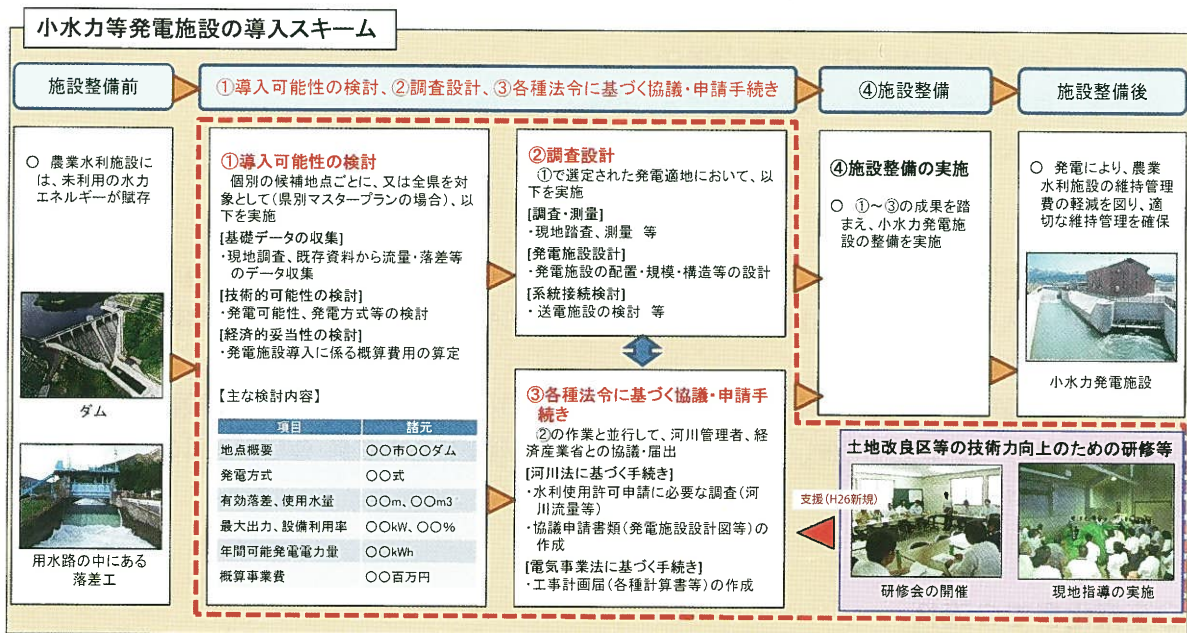 小水力等発電施設の導入スキーム
施設整備前
①導入可能性の検討、②調査設計、③各種法令に基づく協議・申請手続き
④施設整備
施設整備後
○ 農業水利施設に
は、未利用の水力
エネルギーが賦存
ダム
用水路の中にある
落差工
①導入可能性の検討
個別の候補地点ごとに、又は全県を対
象として(県別マスタープランの場合)、以
下を実施
[基礎データの収集]
・現地調査、既存資料から流量・落差等
のデータ収集
[技術的可能性の検討]
・発電可能性、発電方式等の検討
[経済的妥当性の検討]
・発電施設導入に係る概算費用の算定
【主な検討内容】
項目 諸元
地点概要 〇〇市〇〇ダム
発電方式 〇〇式
有効落差、使用水量 〇〇m、〇〇m3
最大出力、設備利用率 〇〇kW、〇〇%
年間可能発電電力量 〇〇kWh
概算事業費 〇〇百万円
②調査設計
①で選定された発電適地において、以
下を実施
[調査・測量]
・現地踏査、測量 等
[発電施設設計]
・発電施設の配置・規模・構造等の設計
[系統接続検討]
・送電施設の検討 等
③各種法令に基づく協議・申請手
続き
②の作業と並行して、河川管理者、経
済産業省との協議・届出
[河川法に基づく手続き]
・水利使用許可申請に必要な調査(河
川流量等)
・協議申請書類(発電施設設計図等)の
作成
[電気事業法に基づく手続き]
・工事計画届(各種計算書等)の作成
④施設整備の実施
○ ①~③の成果を踏
まえ、小水力発電施
設の整備を実施
○ 発電により、農業
水利施設の維持管理
費の軽減を図り、適
切な維持管理を確保
小水力発電施設
土地改良区等の技術力向上のための研修等
支援(H26新規)
研修会の開催
現地指導の実施